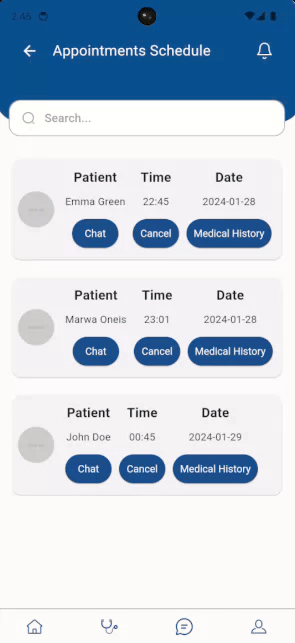 2:46
Appointments Schedule
Search...
Patient Time Date
Emma Green 22:45 2024-01-28
Chat Cancel Medical History
Patient Time Date
Marwa Oneis 23:01 2024-01-28
Chat Cancel Medical History
Patient Time Date
John Doe 00:45 2024-01-29
Chat Cancel Medical History